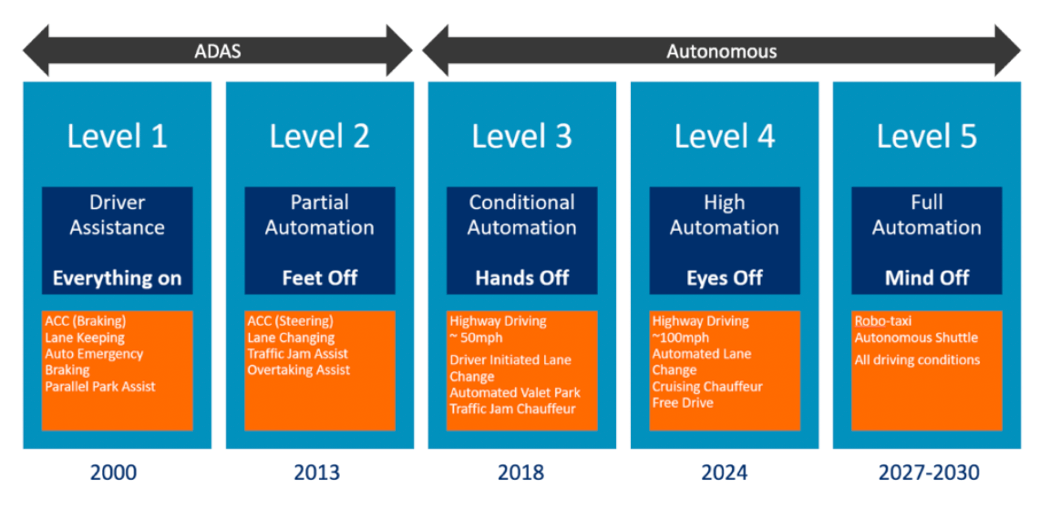 ADAS
Autonomous
Level 1
Driver
Assistance
Everything on
ACC (Braking)
Lane Keeping
Auto Emergency
Braking
Parallel Park Assist
2000
Level 2
Partial
Automation
Feet Off
ACC (Steering)
Lane Changing
Traffic Jam Assist
Overtaking Assist
2013
Level 3
Conditional
Automation
Hands Off
Highway Driving
~ 50mph
Driver Initiated Lane
Change
Automated Valet Park
Traffic Jam Chauffeur
2018
Level 4
High
Automation
Eyes Off
Highway Driving
~100mph
Automated Lane
Change
Cruising Chauffeur
Free Drive
2024
Level 5
Full
Automation
Mind Off
Robo-taxi
Autonomous Shuttle
All driving conditions
2027-2030